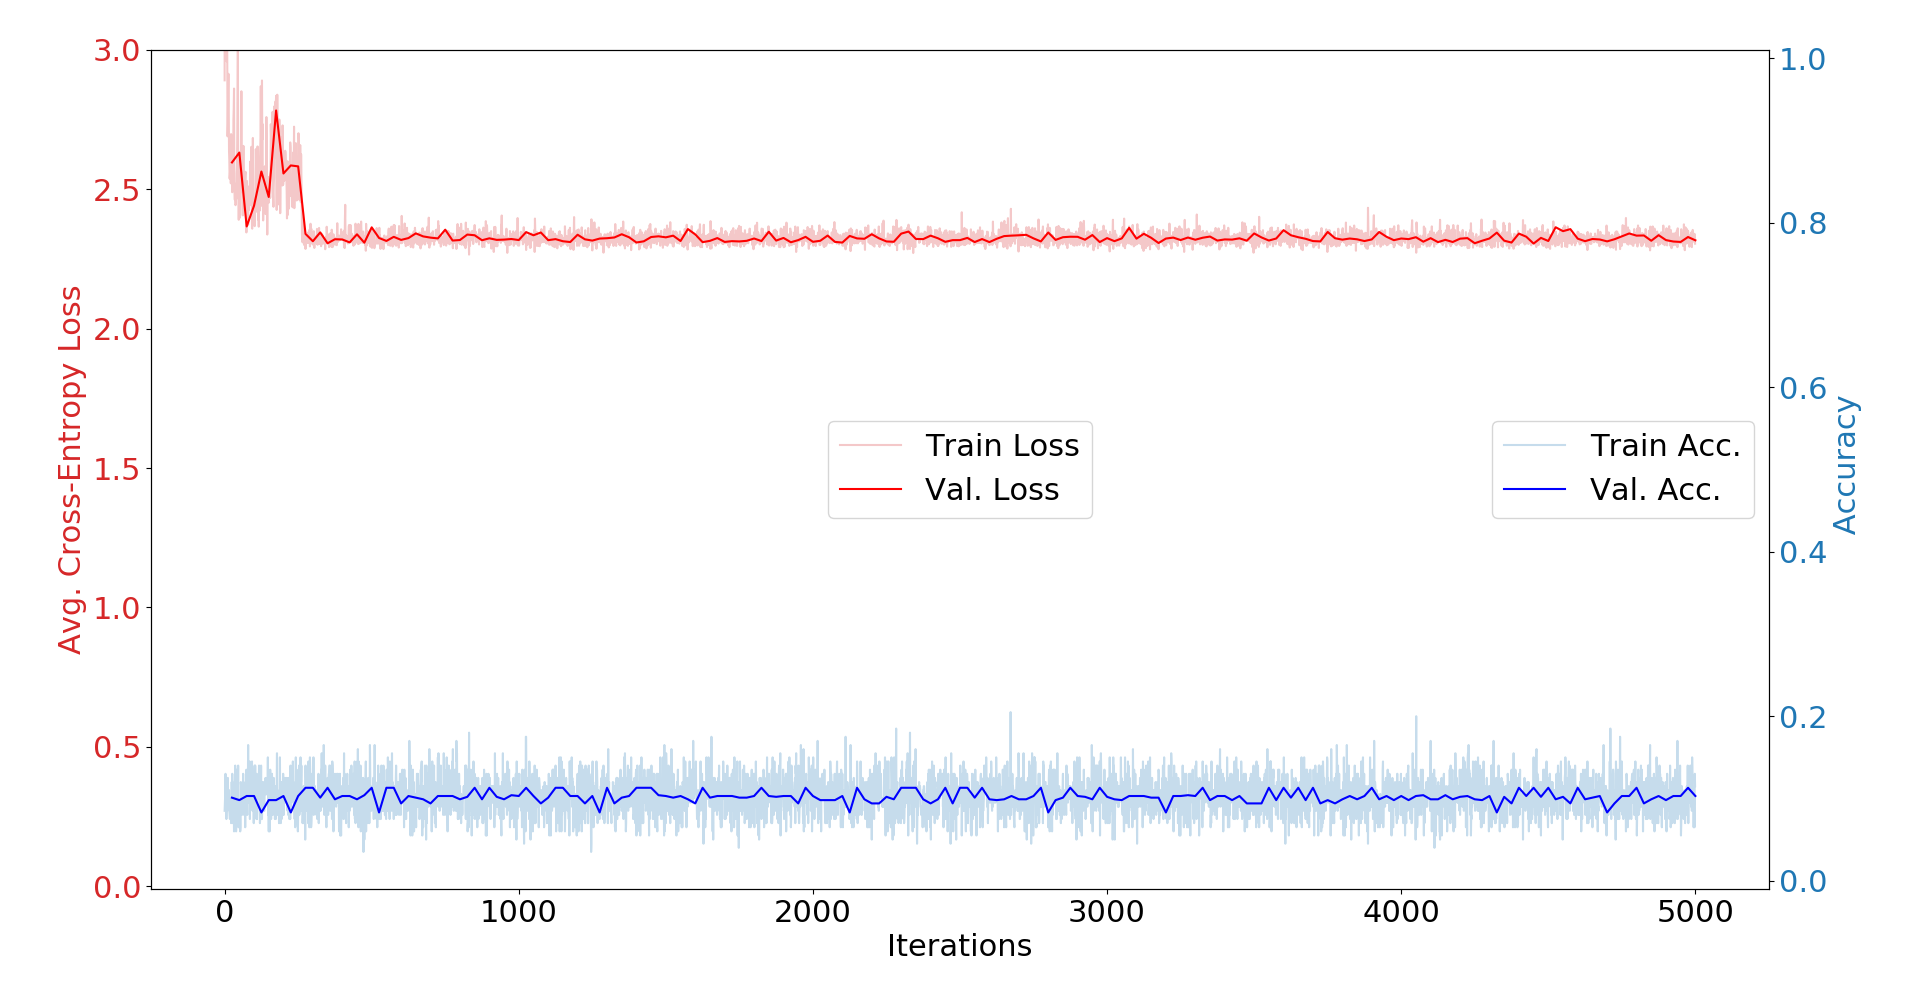 3.0
2.5
2.0
1.5
1.0
0.5
0.0
Avg. Cross-Entropy Loss
Train Loss
Val. Loss
Train Acc.
Val. Acc.
1.0
0.8
0.6
0.4
0.2
0.0
Accuracy
0 1000 2000 3000 4000 5000
Iterations